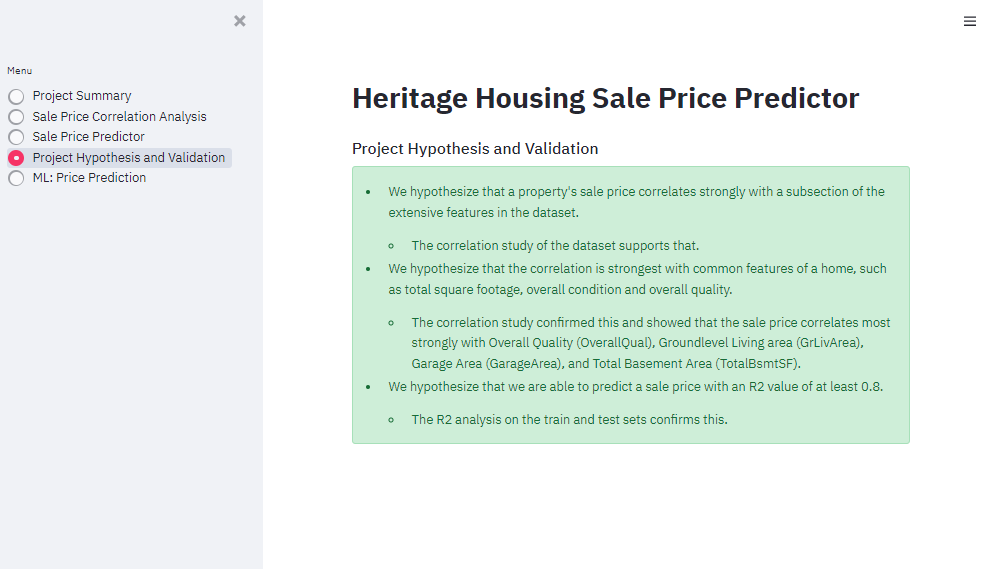 Menu
Project Summary
Sale Price Correlation Analysis
Sale Price Predictor
Project Hypothesis and Validation
ML: Price Prediction
Heritage Housing Sale Price Predictor
Project Hypothesis and Validation
We hypothesize that a property's sale price correlates strongly with a subsection of the
extensive features in the dataset.
The correlation study of the dataset supports that.
We hypothesize that the correlation is strongest with common features of a home, such
as total square footage, overall condition and overall quality.
The correlation study confirmed this and showed that the sale price correlates most
strongly with Overall Quality (OverallQual), Groundlevel Living area (GrLivArea),
Garage Area (GarageArea), and Total Basement Area (TotalBsmtSF).
We hypothesize that we are able to predict a sale price with an R2 value of at least 0.8.
The R2 analysis on the train and test sets confirms this.